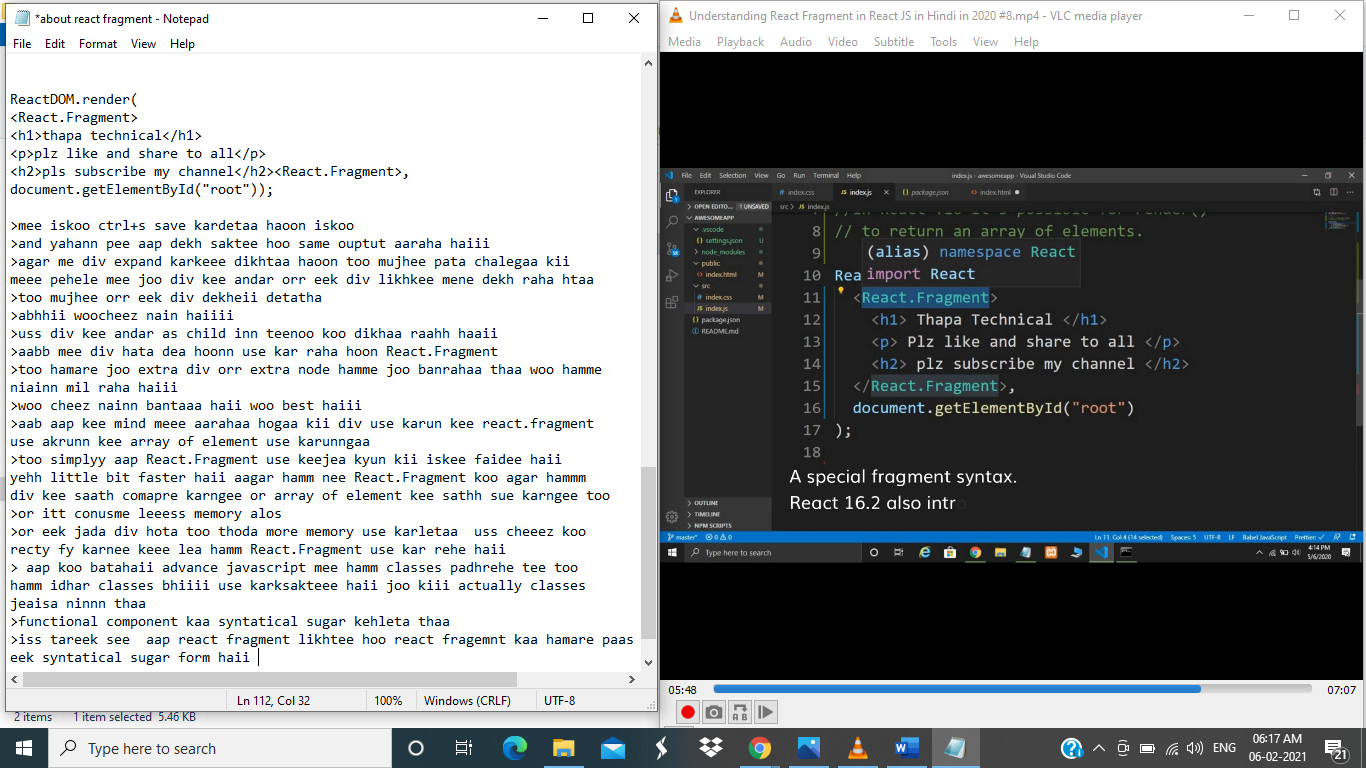 *about react fragment - Notepad
File Edit Format View Help
ReactDOM.render(
<React.Fragment>
<h1>thapa technical</h1>
<p>plz like and share to all</p>
<h2>pls subscribe my channel</h2><React.Fragment>,
document.getElementById("root"));
>mee iskoo ctrl+s save kardetaa haoon iskoo
>and yahann pee aap dekh saktee hoo same ouptut aaraha haiii
>agar me div expand karkeee dikhtaa haoon too mujhee pata chalegaa kii
meee pehele mee joo div kee andar orr eek div likhkee mene dekh raha htaa
>too mujhee orr eek div dekheii detatha
>abhhii woocheez nain haiiii
>uss div kee andar as child inn teenoo koo dikhaa raahh haaii
>aabb mee div hata dea hoonn use kar raha hoon React.Fragment
>too hamare joo extra div orr extra node hamme joo banrahaa thaa woo hamme
niainn mil raha haiii
>woo cheez nainn bantaaa haii woo best haiii
>aab aap kee mind meee aarahaa hogaa kii div use karun kee react.fragment
use akrunn kee array of element use karunngaa
>too simplyy aap React.Fragment use keejea kyun kii iskee faidee haii
yehh little bit faster haii aagar hamm nee React.Fragment koo agar hammm
div kee saath comapre karngee or array of element kee sathh sue karngee too
>or itt conusme leeess memory alos
>or eek jada div hota too thoda more memory use karletaa  uss cheeez koo
recty fy karnee keee lea hamm React.Fragment use kar rehe haii
> aap koo batahaii advance javascript mee hamm classes padhrehe tee too
hamm idhar classes bhiiii use karksakteee haii joo kiii actually classes
jeaisa ninnn thaa
>functional component kaa syntatical sugar kehleta thaa
>iss tareek see  aap react fragment likhtee hoo react fragemnt kaa hamare paas
eek syntatical sugar form haii
Ln 112, Col 32 100% Windows (CRLF) UTF-8
2 items 1 item selected 5.46 KB
Understanding React Fragment in React JS in Hindi in 2020 #8.mp4 - VLC media player
Media Playback Audio Video Subtitle Tools View Help
File Edit Selection View Go Run Terminal Help index.js - awesomeapp - Visual Studio Code
EXPLORER
OPEN EDITO... 1 UNSAVED
AWESOMEAPP
.vscode
settings.json U
node_modules
public
index.html M
src
index.css M
index.js M
package.json
README.md
OUTLINE
TIMELINE
NPM SCRIPTS
index.css JS index.js package.json index.html
src > JS index.js
8 // to return an array of elements.
9 (alias) namespace React
10 Rea import React
11 <React.Fragment>
12 <h1> Thapa Technical </h1>
13 <p> Plz like and share to all </p>
14 <h2> plz subscribe my channel </h2>
15 </React.Fragment>,
16 document.getElementById("root")
17 );
18
A special fragment syntax.
React 16.2 also intr
master* 0 0 Ln 11, Col 4 (14 selected) Spaces: 5 UTF-8 LF Babel JavaScript Prettier: ✓
Type here to search 4:14 PM
5/6/2020
05:48 07:07
Type here to search ENG 06:17 AM
06-02-2021 21